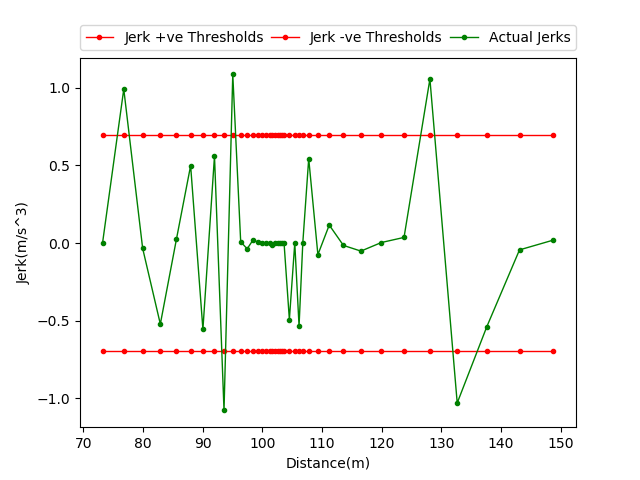 Jerk +ve Thresholds Jerk -ve Thresholds Actual Jerks
1.0
0.5
0.0
−0.5
−1.0
Jerk(m/s^3)
70 80 90 100 110 120 130 140 150
Distance(m)